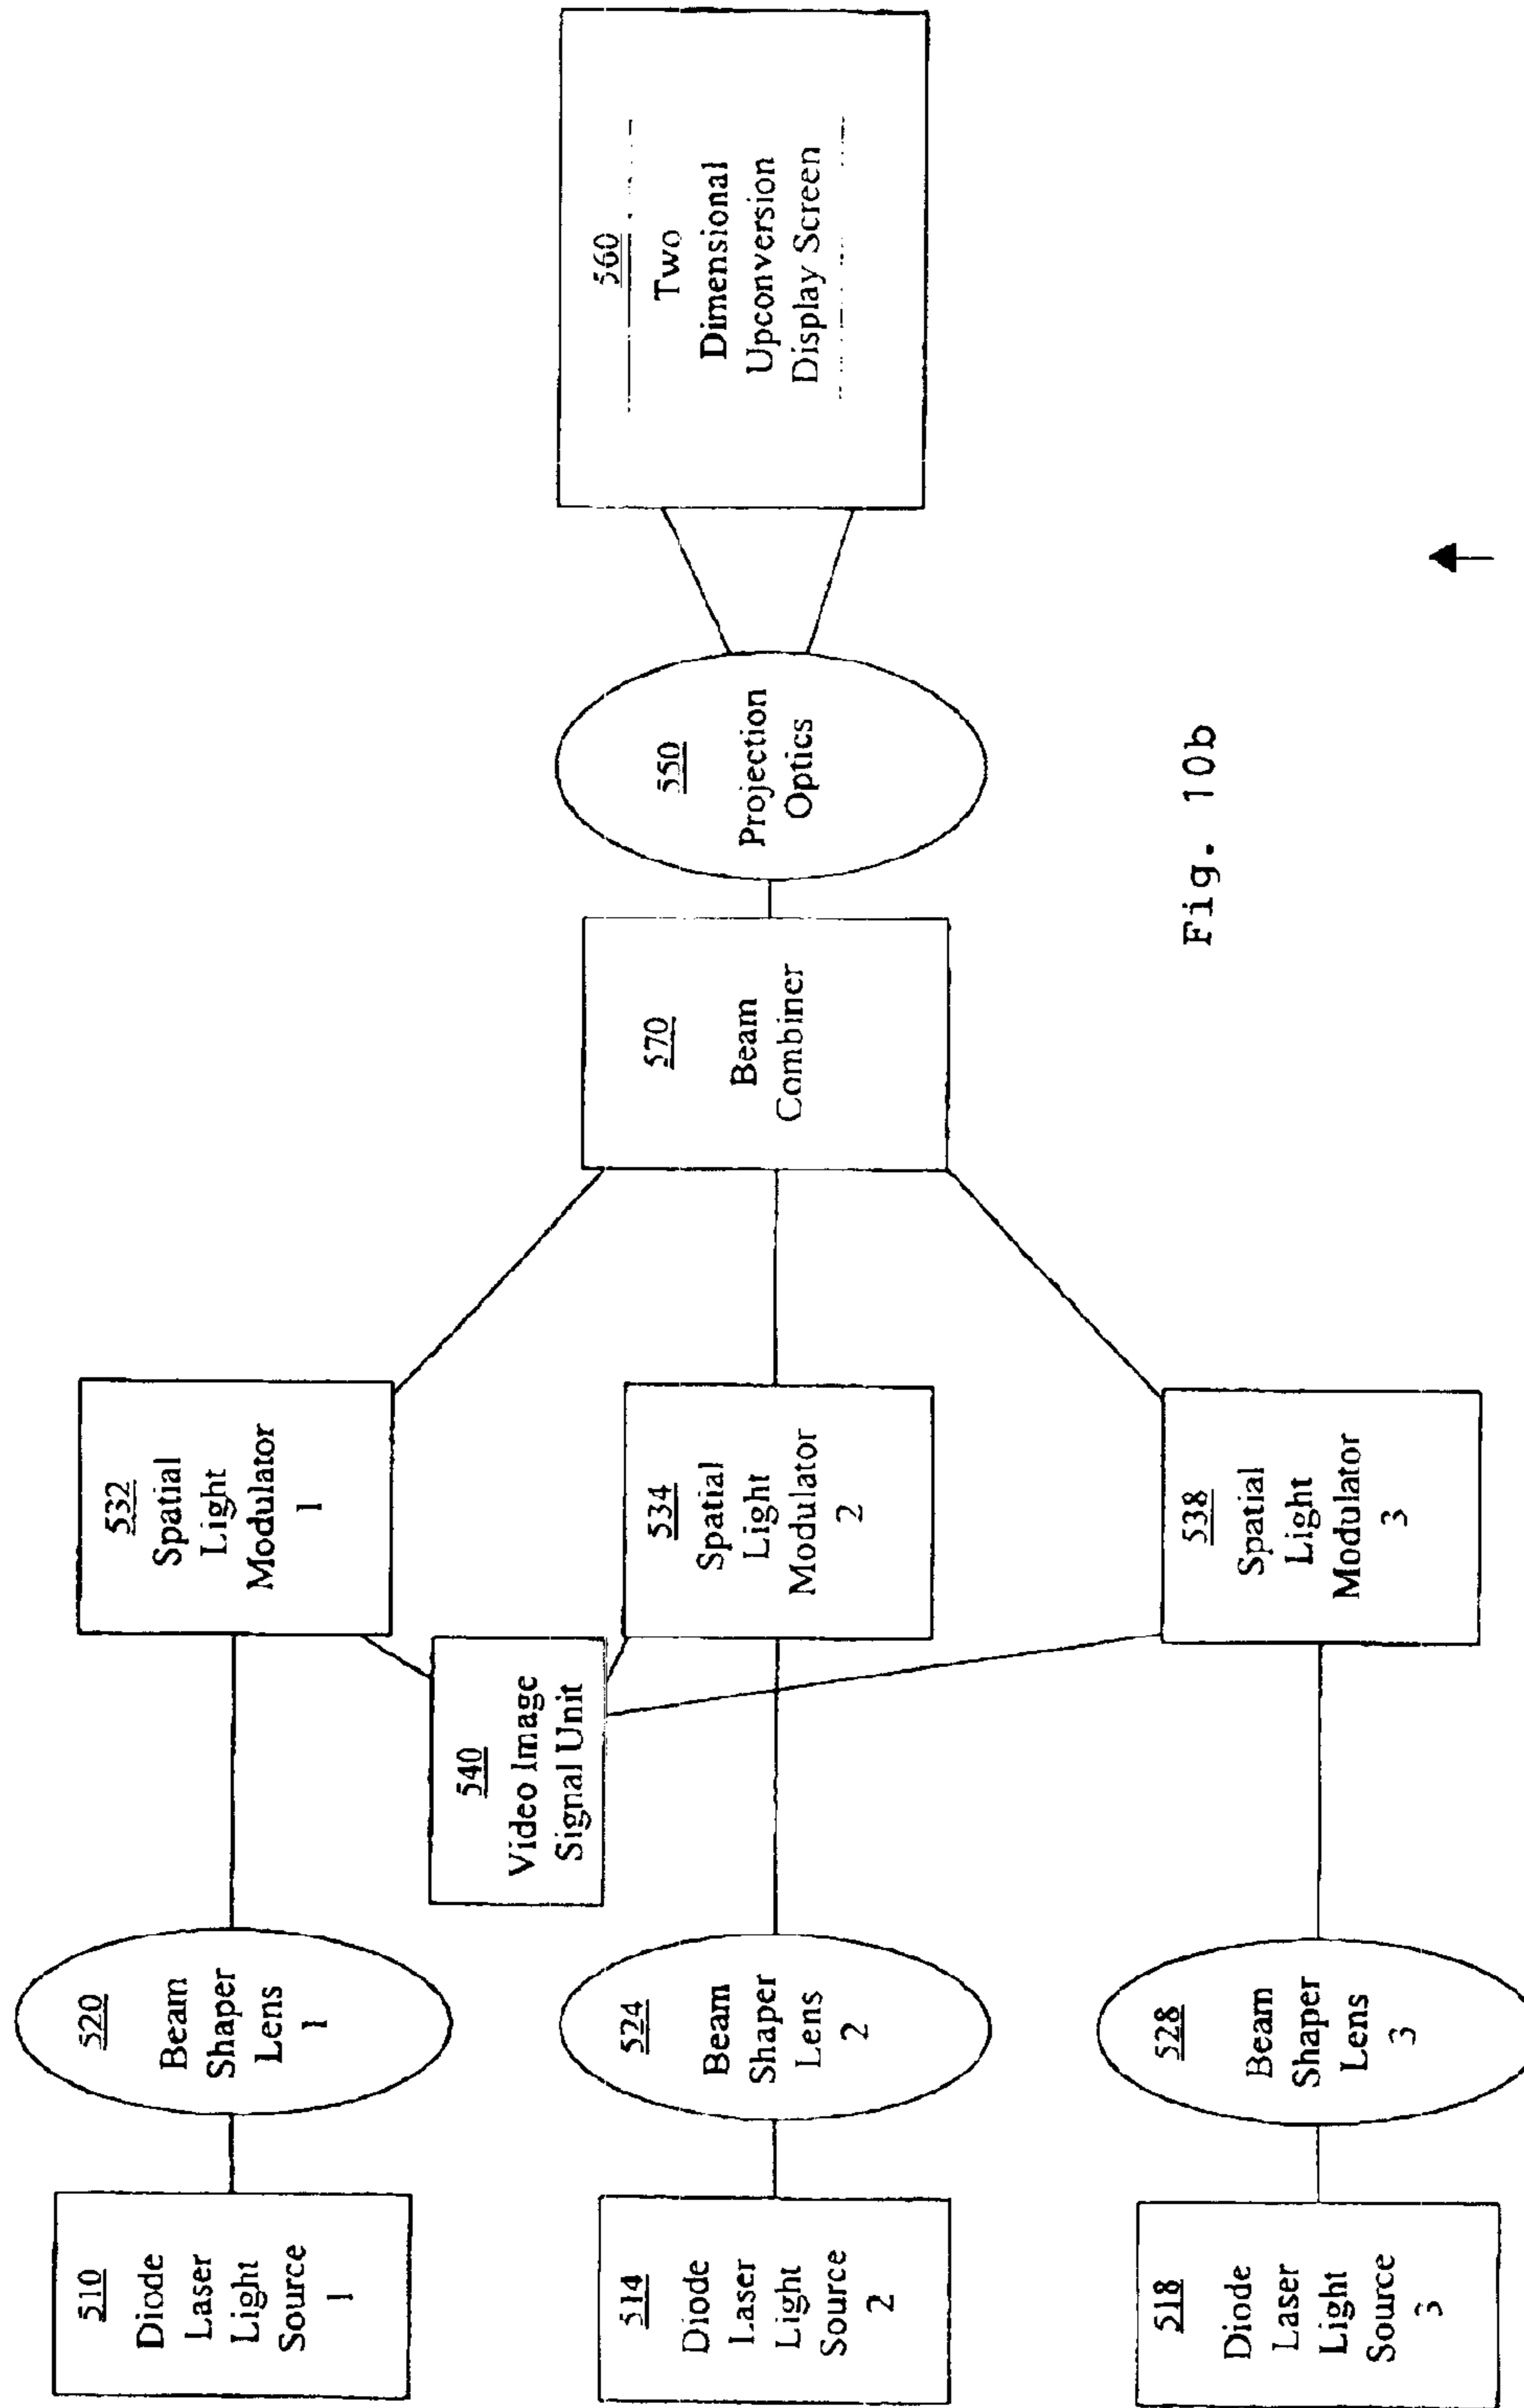 510
Diode
Laser
Light
Source
1
520
Beam
Shaper
Lens
1
532
Spatial
Light
Modulator
1
540
Video Image
Signal Unit
514
Diode
Laser
Light
Source
2
524
Beam
Shaper
Lens
2
534
Spatial
Light
Modulator
2
570
Beam
Combiner
550
Projection
Optics
560
Two
Dimensional
Upconversion
Display Screen
518
Diode
Laser
Light
Source
3
528
Beam
Shaper
Lens
3
538
Spatial
Light
Modulator
3
Fig. 10b